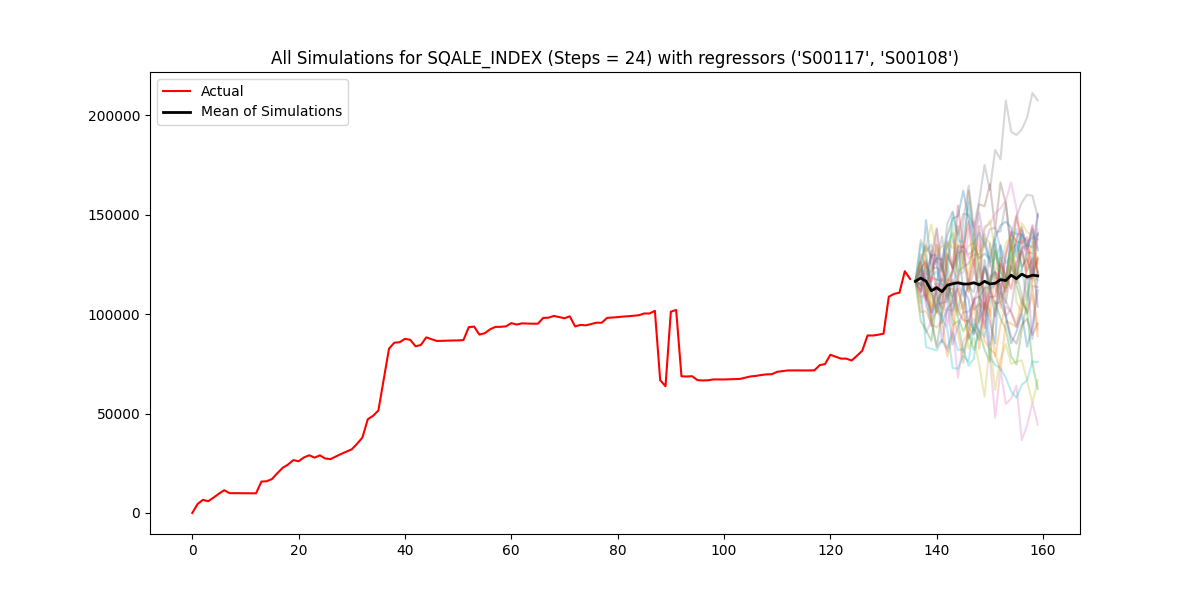 All Simulations for SQALE_INDEX (Steps = 24) with regressors ('S00117', 'S00108')
Actual
Mean of Simulations
200000
150000
100000
50000
0
0 20 40 60 80 100 120 140 160